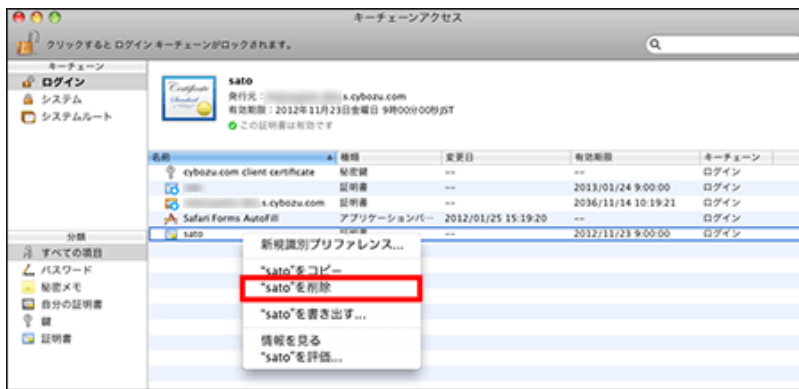 キーチェーンアクセス
クリックすると ログイン キーチェーンがロックされます。
キーチェーン
ログイン
システム
システムルート
Certificate
Standard
sato
発行元： s.cybozu.com
有効期限：2012年11月23日金曜日 9時00分00秒JST
この証明書は有効です
名前 種類 変更日 有効期限 キーチェーン
cybozu.com client certificate 秘密鍵 -- -- ログイン
証明書 -- 2013/01/24 9:00:00 ログイン
s.cybozu.com 証明書 -- 2036/11/14 10:19:21 ログイン
Safari Forms AutoFill アプリケーションパ… 2012/01/25 15:19:20 -- ログイン
sato 証明書 -- 2012/11/23 9:00:00 ログイン
分類
すべての項目
パスワード
秘密メモ
自分の証明書
鍵
証明書
新規識別プリファレンス...
"sato"をコピー
"sato"を削除
"sato"を書き出す...
情報を見る
"sato"を評価...